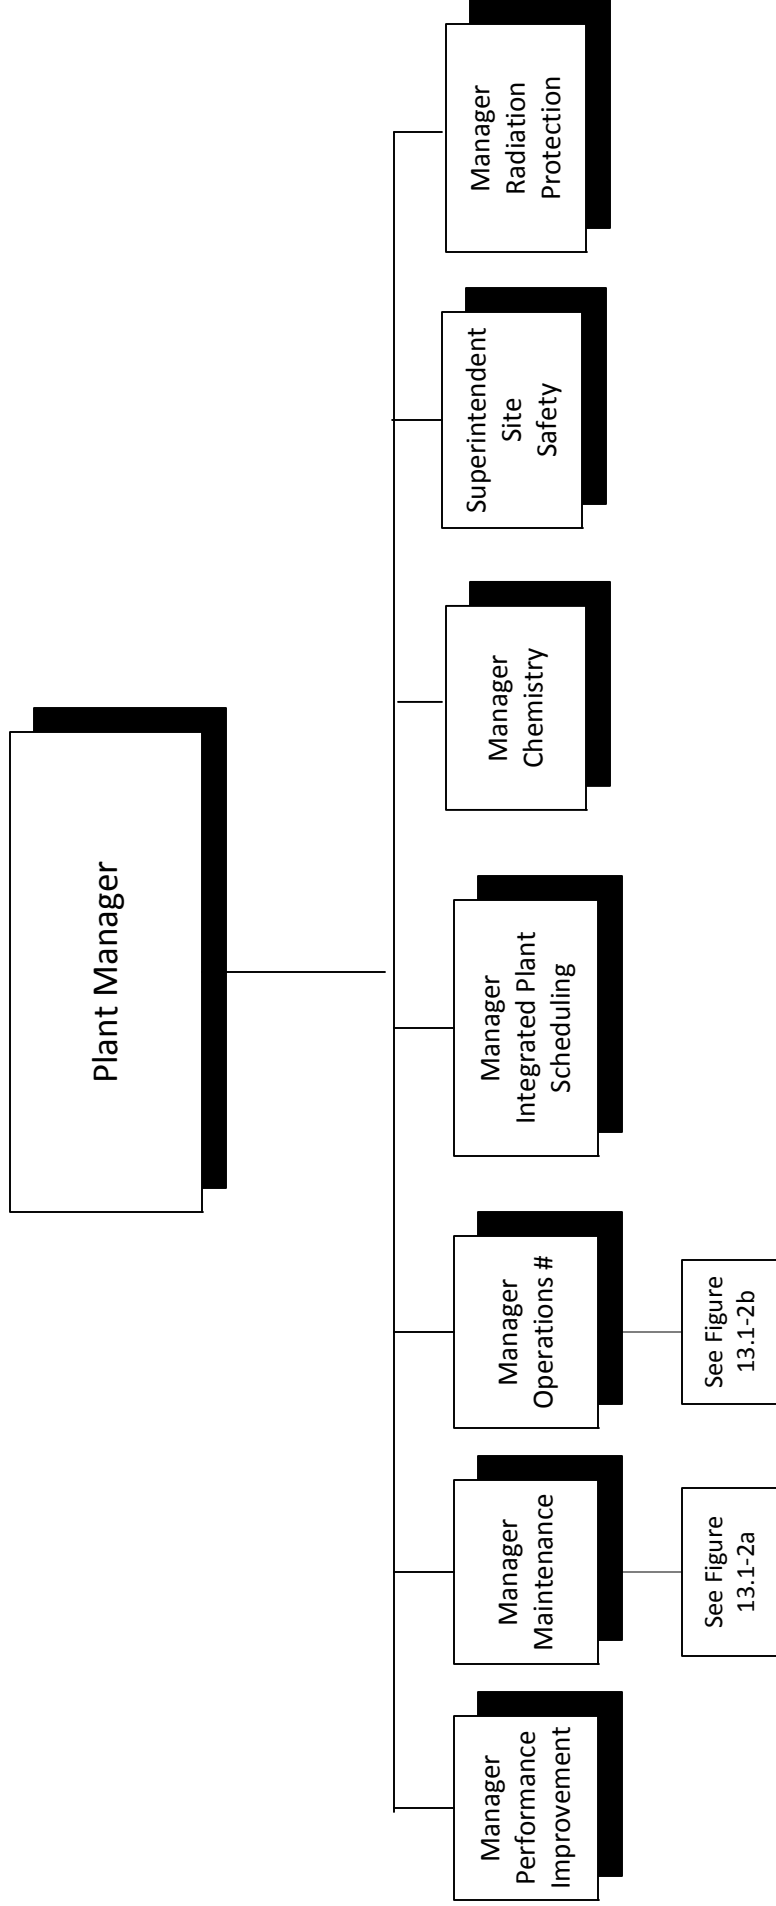 Plant Manager
Manager
Performance
Improvement
Manager
Maintenance
Manager
Operations #
Manager
Integrated Plant
Scheduling
Manager
Chemistry
Superintendent
Site
Safety
Manager
Radiation
Protection
See Figure
13.1-2a
See Figure
13.1-2b